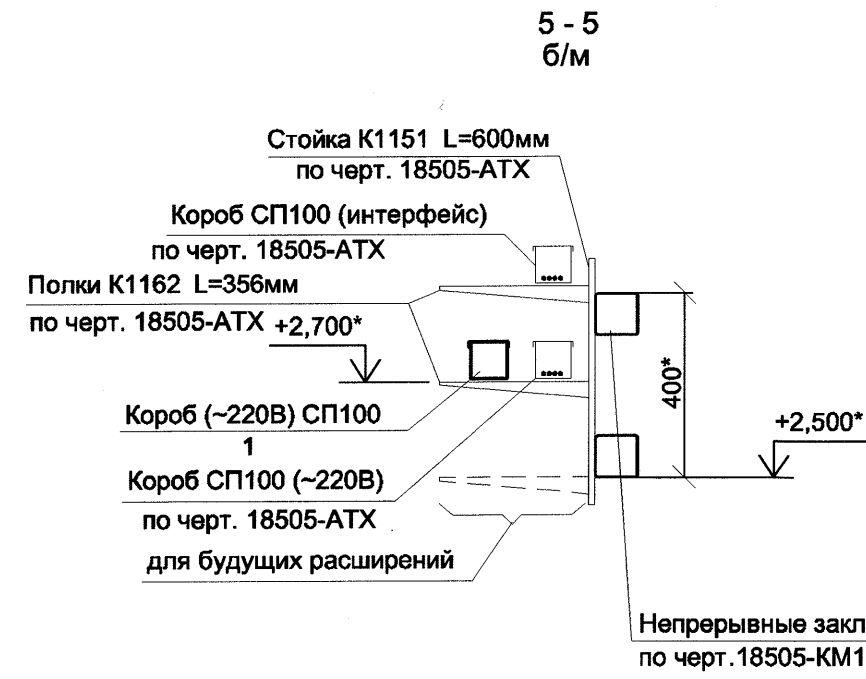 5 - 5
б/м
Стойка К1151 L=600мм
по черт. 18505-АТХ
Короб СП100 (интерфейс)
по черт. 18505-АТХ
Полки К1162 L=356мм
по черт. 18505-АТХ
+2,700*
400*
+2,500*
Короб (~220В) СП100
1
Короб СП100 (~220В)
по черт. 18505-АТХ
для будущих расширений
Непрерывные закл
по черт.18505-КМ1